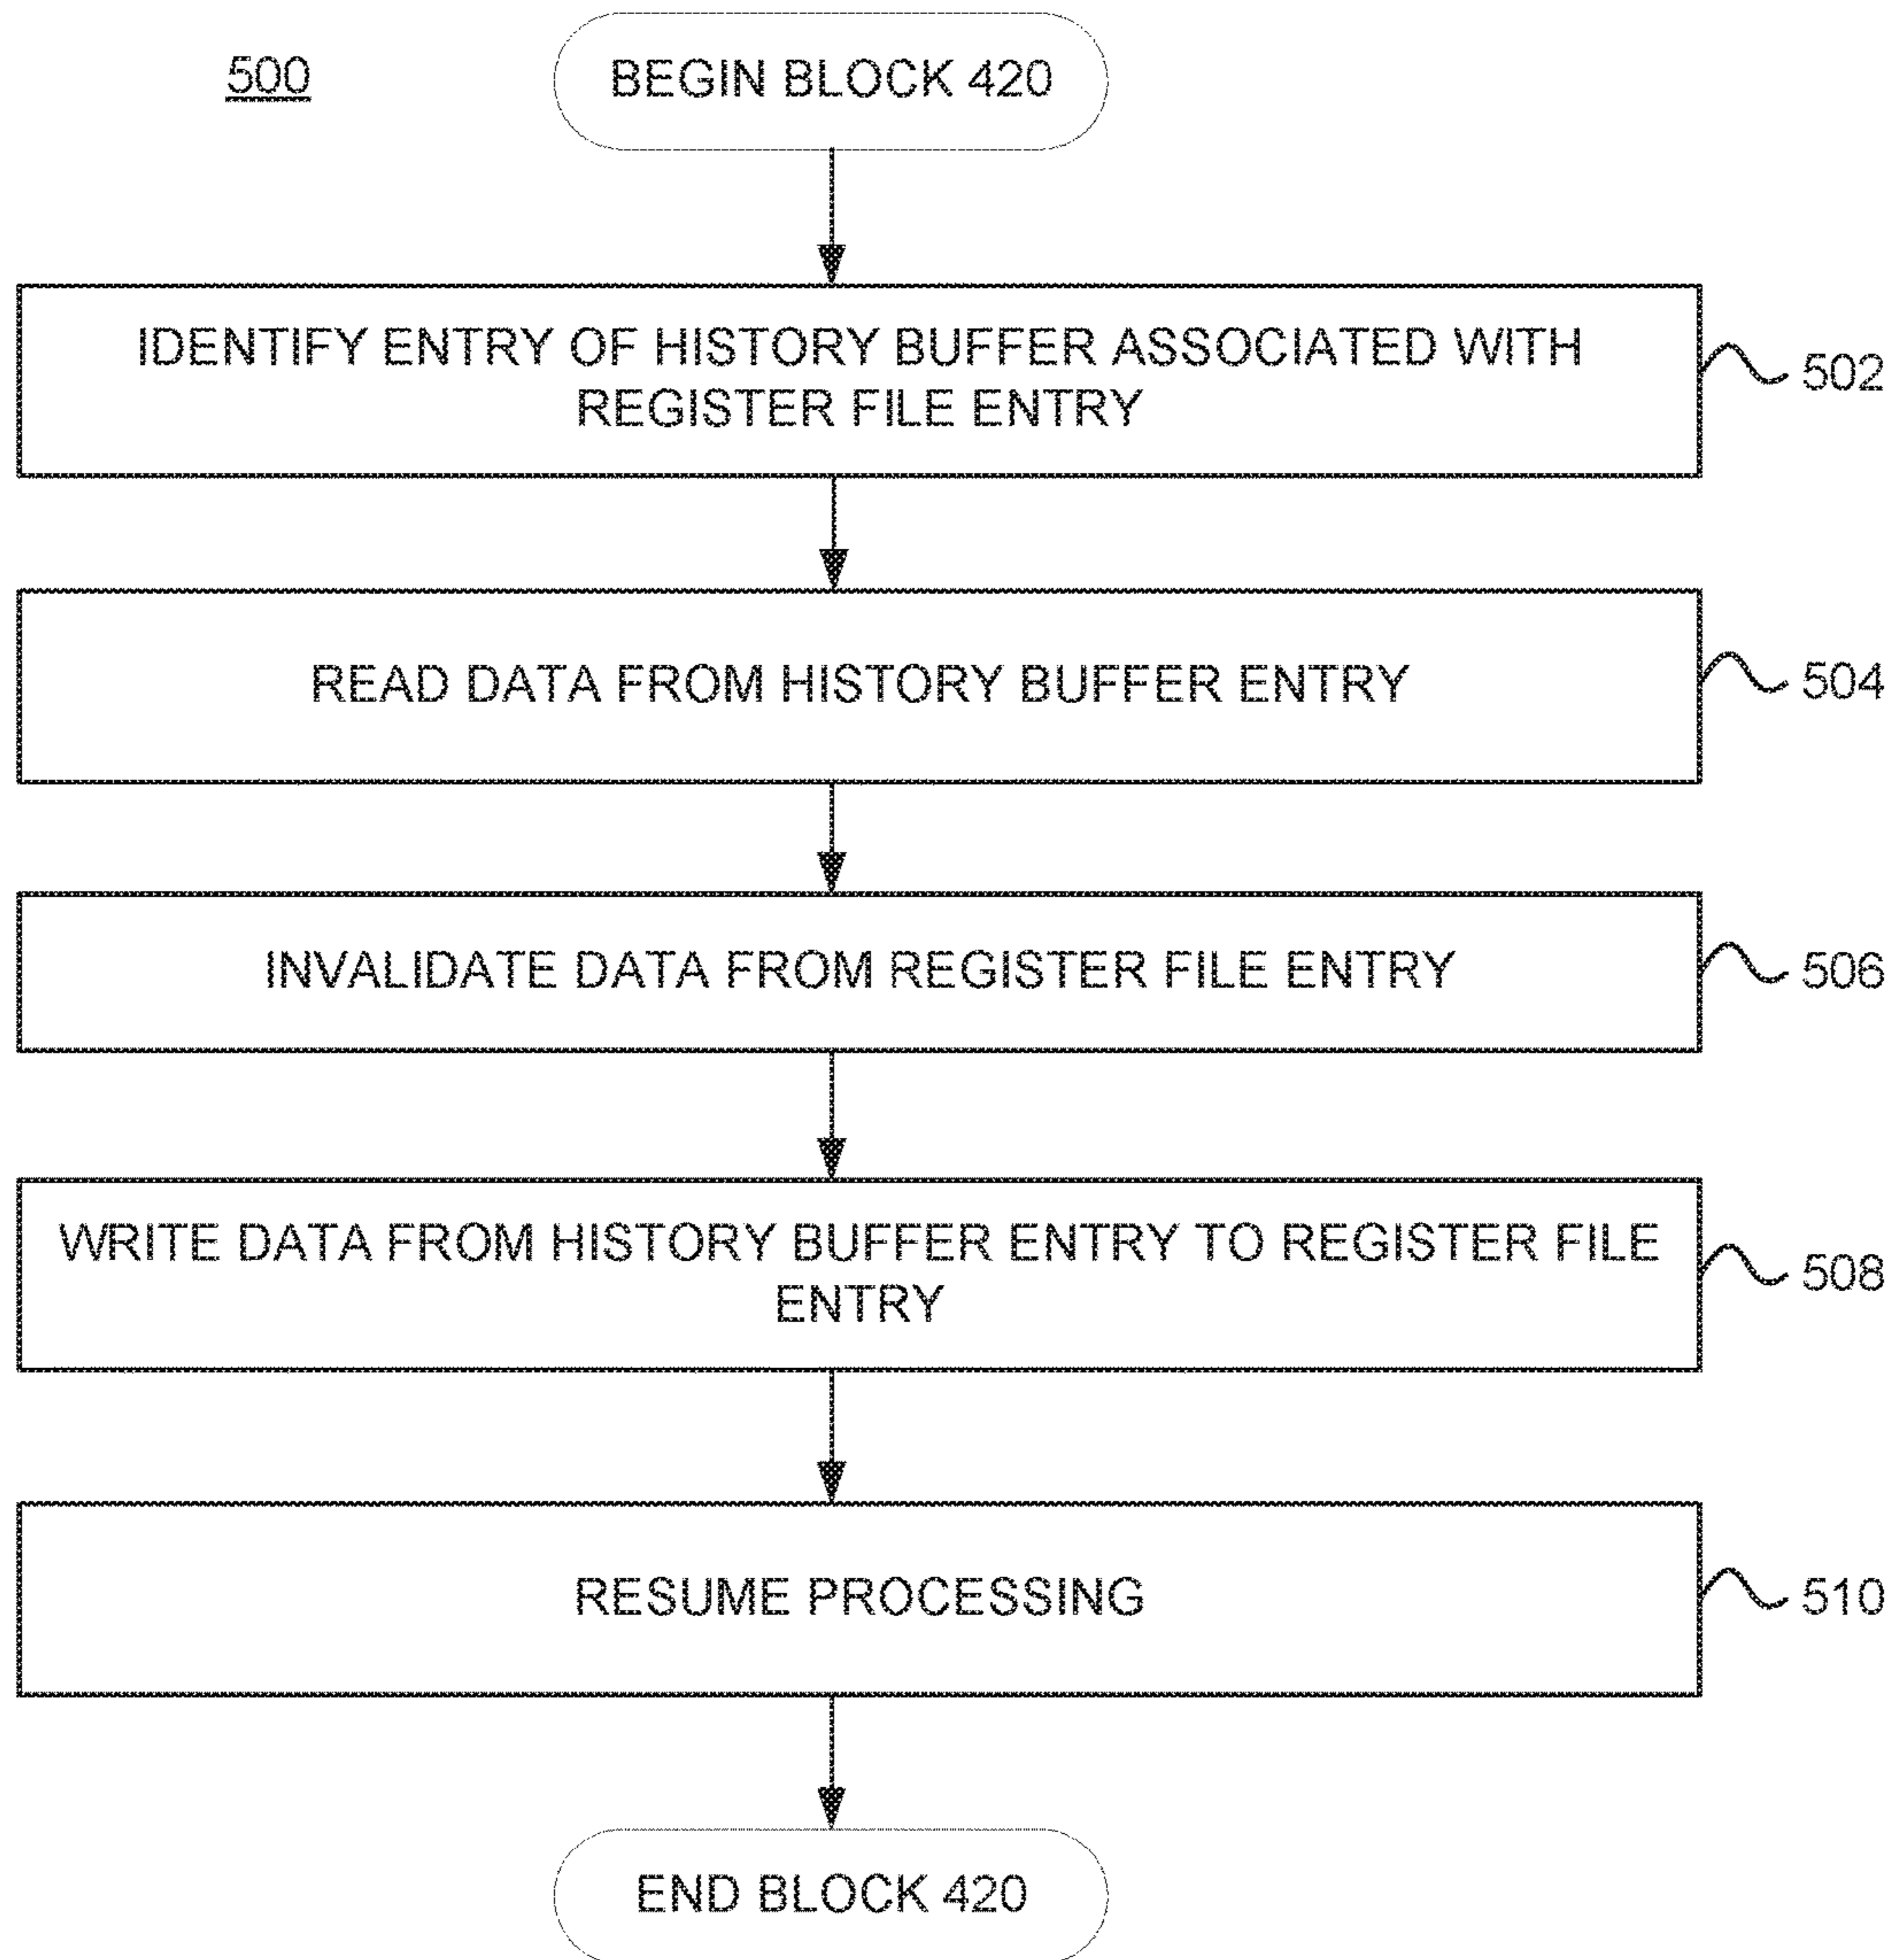 500
BEGIN BLOCK 420
IDENTIFY ENTRY OF HISTORY BUFFER ASSOCIATED WITH
REGISTER FILE ENTRY
502
READ DATA FROM HISTORY BUFFER ENTRY
504
INVALIDATE DATA FROM REGISTER FILE ENTRY
506
WRITE DATA FROM HISTORY BUFFER ENTRY TO REGISTER FILE
ENTRY
508
RESUME PROCESSING
510
END BLOCK 420